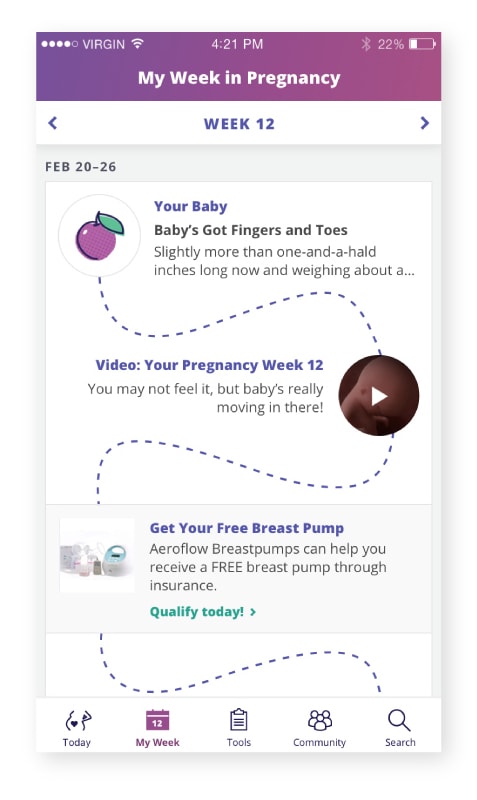 VIRGIN 4:21 PM 22%
My Week in Pregnancy
WEEK 12
FEB 20–26
Your Baby
Baby’s Got Fingers and Toes
Slightly more than one-and-a-hald
inches long now and weighing about a...
Video: Your Pregnancy Week 12
You may not feel it, but baby’s really
moving in there!
Get Your Free Breast Pump
Aeroflow Breastpumps can help you
receive a FREE breast pump through
insurance.
Qualify today!
12
Today My Week Tools Community Search